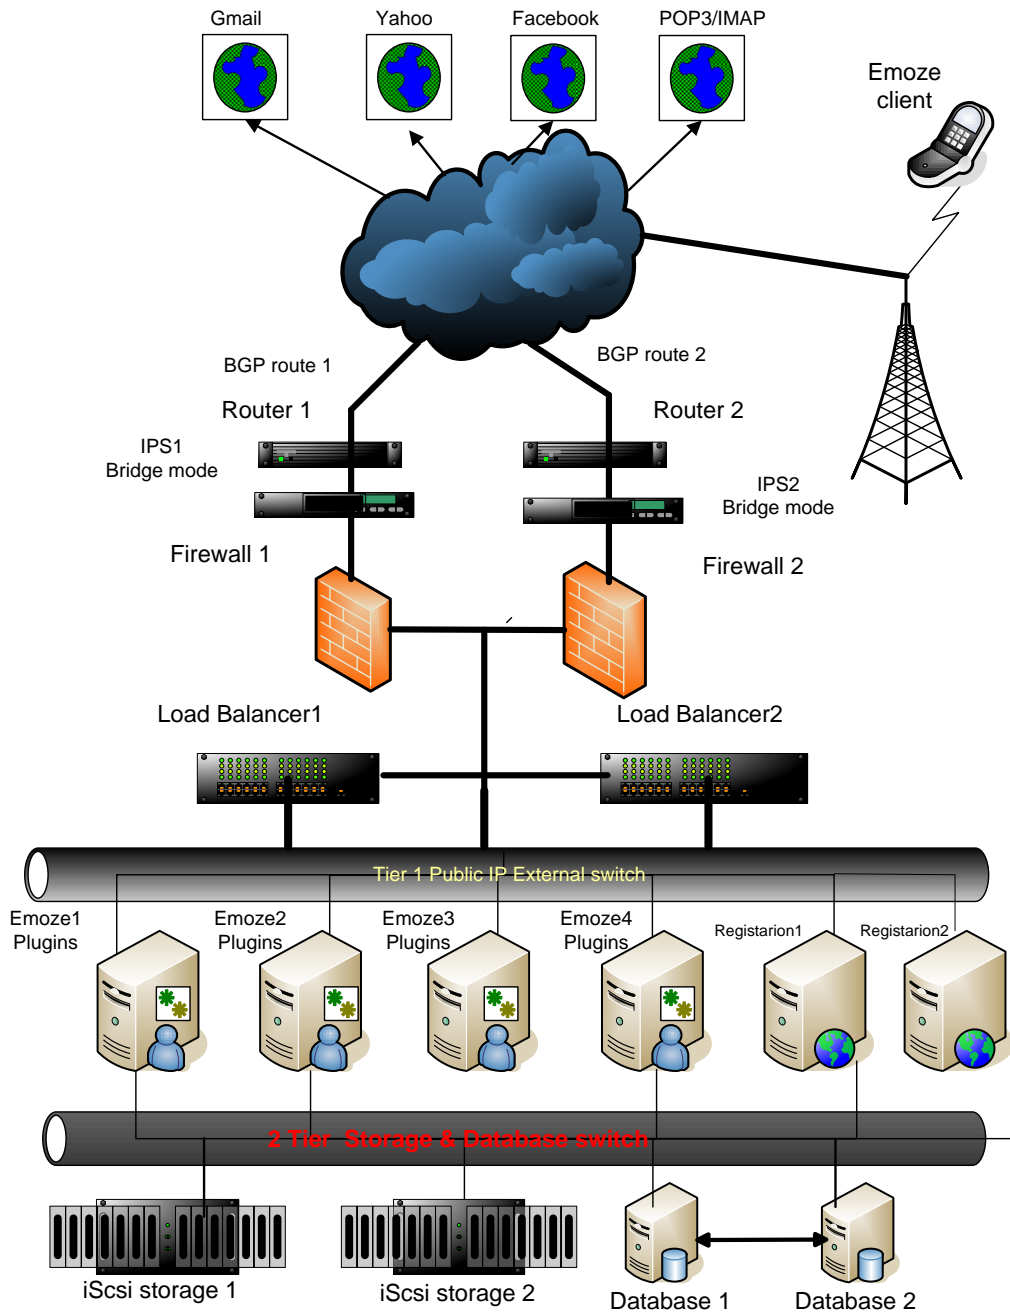 Gmail
Yahoo
Facebook
POP3/IMAP
Emoze
client
BGP route 1
BGP route 2
Router 1
Router 2
IPS1
Bridge mode
IPS2
Bridge mode
Firewall 1
Firewall 2
Load Balancer1
Load Balancer2
Tier 1 Public IP External switch
Emoze1
Plugins
Emoze2
Plugins
Emoze3
Plugins
Emoze4
Plugins
Registarion1
Registarion2
2 Tier Storage & Database switch
iScsi storage 1
iScsi storage 2
Database 1
Database 2